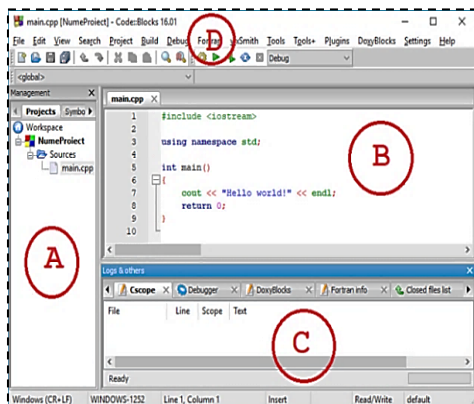 main.cpp [NumeProiect] - Code::Blocks 16.01
File Edit View Search Project Build Debug Fortran wxSmith Tools Tools+ Plugins DoxyBlocks Settings Help
D
Debug
<global>
Management
Projects Symbo
Workspace
NumeProiect
Sources
main.cpp
A
main.cpp
1 #include <iostream>
2
3 using namespace std;
4
5 int main()
6 {
7 cout << "Hello world!" << endl;
8 return 0;
9 }
10
B
Logs & others
Cscope Debugger DoxyBlocks Fortran info Closed files list
File Line Scope Text
C
Ready
Windows (CR+LF) WINDOWS-1252 Line 1, Column 1 Insert Read/Write default